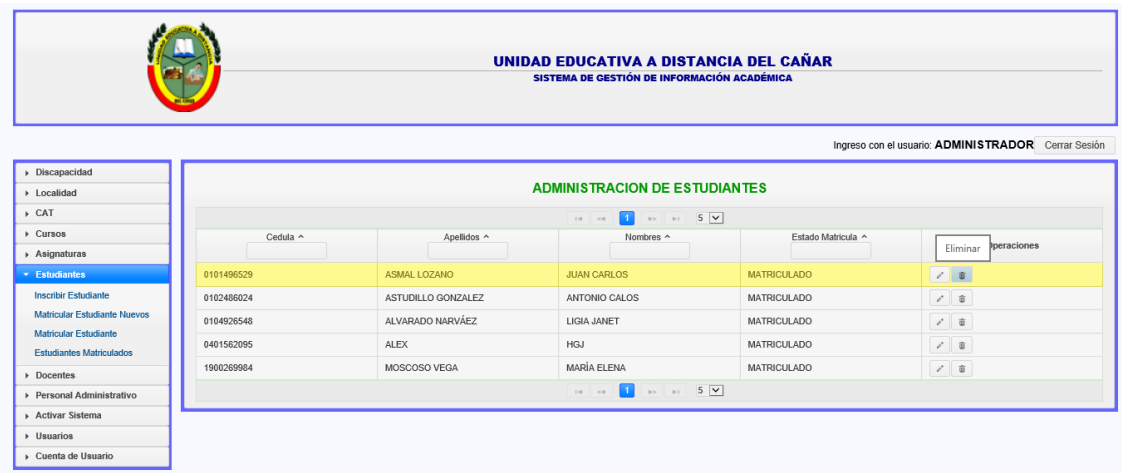 UNIDAD EDUCATIVA A DISTANCIA DEL CAÑAR
SISTEMA DE GESTIÓN DE INFORMACIÓN ACADÉMICA
Ingreso con el usuario: ADMINISTRADOR Cerrar Sesión
Discapacidad
Localidad
CAT
Cursos
Asignaturas
Estudiantes
Inscribir Estudiante
Matricular Estudiante Nuevos
Matricular Estudiante
Estudiantes Matriculados
Docentes
Personal Administrativo
Activar Sistema
Usuarios
Cuenta de Usuario
ADMINISTRACION DE ESTUDIANTES
1 5
Cedula Apellidos Nombres Estado Matricula Operaciones
Eliminar
0101496529 ASMAL LOZANO JUAN CARLOS MATRICULADO
0102486024 ASTUDILLO GONZALEZ ANTONIO CALOS MATRICULADO
0104926548 ALVARADO NARVÁEZ LIGIA JANET MATRICULADO
0401562095 ALEX HGJ MATRICULADO
1900269984 MOSCOSO VEGA MARÍA ELENA MATRICULADO
1 5